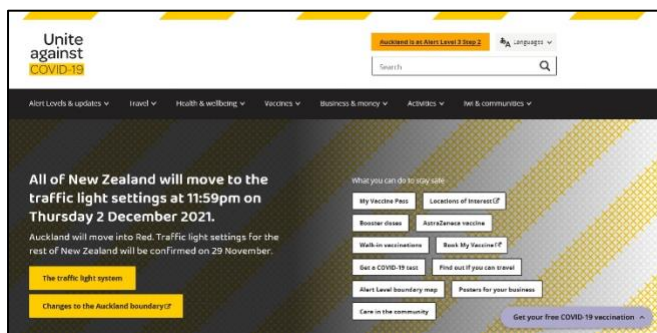 Unite
against
COVID-19
Auckland is at Alert Level 3 Step 2
Languages
Search
Alert Levels & updates
Travel
Health & wellbeing
Vaccines
Business & money
Activities
Iwi & communities
All of New Zealand will move to the
traffic light settings at 11:59pm on
Thursday 2 December 2021.
Auckland will move into Red. Traffic light settings for the
rest of New Zealand will be confirmed on 29 November.
The traffic light system
Changes to the Auckland boundary
What you can do to stay safe
My Vaccine Pass
Locations of Interest
Booster doses
AstraZeneca vaccine
Walk-in vaccinations
Book My Vaccine
Get a COVID-19 test
Find out if you can travel
Alert Level boundary map
Posters for your business
Care in the community
Get your free COVID-19 vaccination